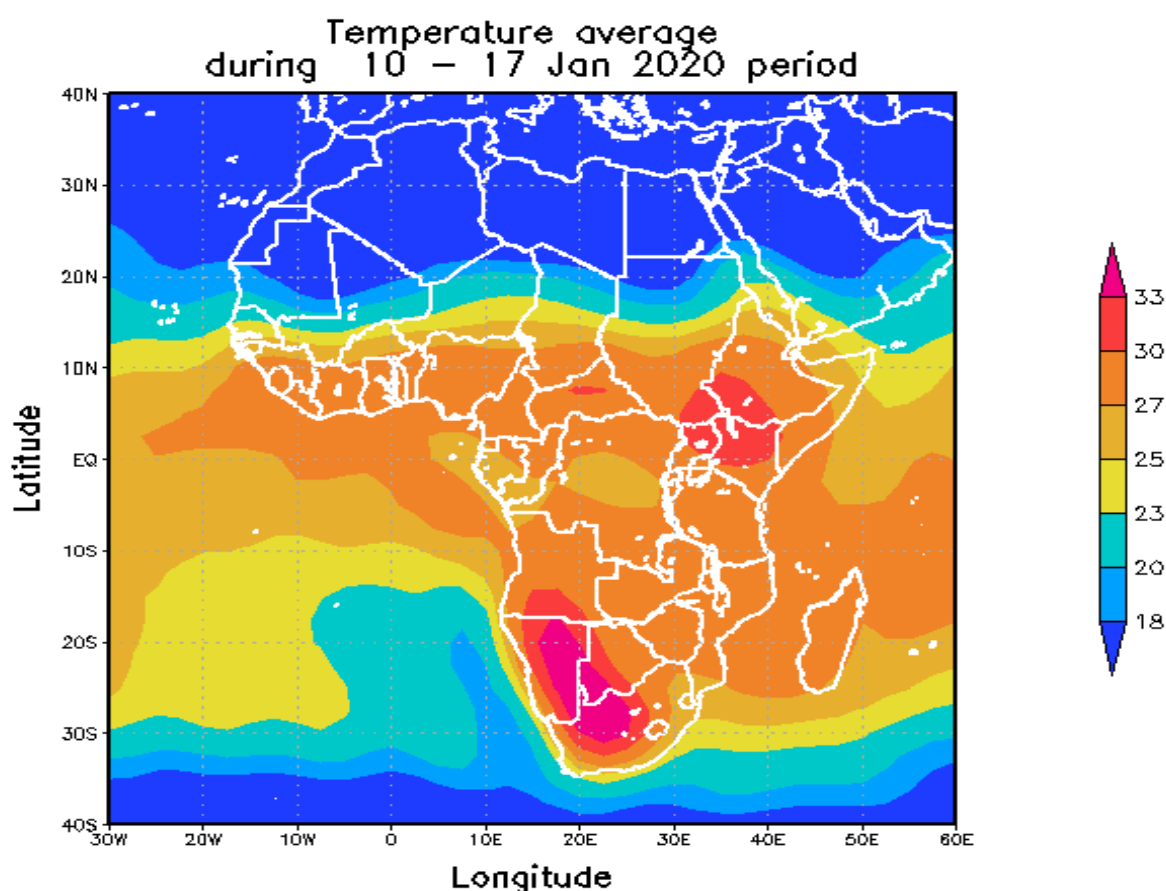 Temperature average
during 10 – 17 Jan 2020 period
40N
30N
20N
10N
EQ
10S
20S
30S
40S
Latitude
30W 20W 10W 0 10E 20E 30E 40E 50E 60E
Longitude
33
30
27
25
23
20
18